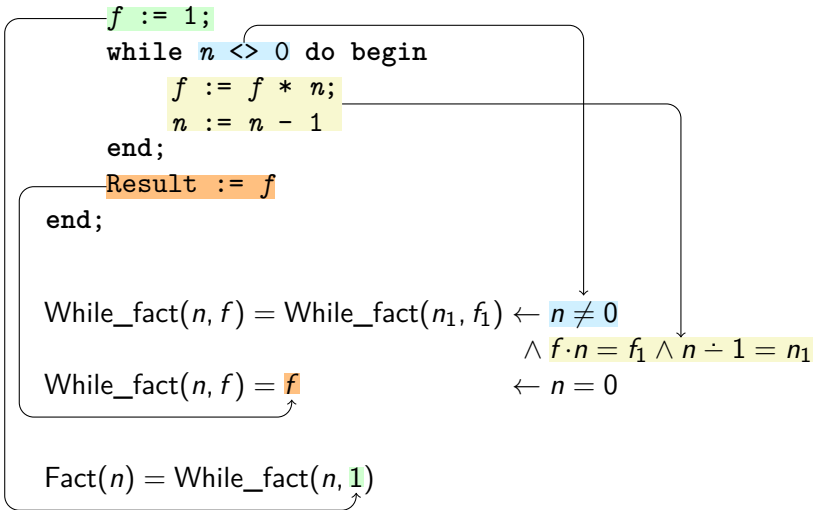 f := 1;
while n <> 0 do begin
f := f * n;
n := n - 1
end;
Result := f
end;
While_fact(n, f) = While_fact(n₁, f₁) ← n ≠ 0
∧ f·n = f₁ ∧ n ∸ 1 = n₁
While_fact(n, f) = f ← n = 0
Fact(n) = While_fact(n, 1)